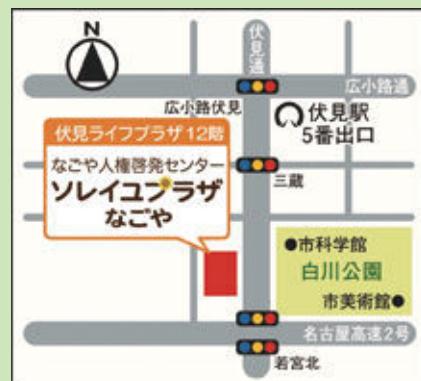 N
伏見通
広小路通
広小路伏見
伏見駅
5番出口
伏見ライフプラザ12階
なごや人権啓発センター
ソレイユプラザ
なごや
三蔵
●市科学館
白川公園
市美術館●
名古屋高速2号
若宮北